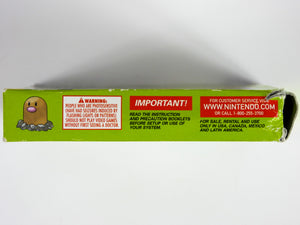 WARNING:
PEOPLE WHO ARE PHOTOSENSITIVE
(HAVE HAD SEIZURES INDUCED BY
FLASHING LIGHTS OR PATTERNS)
SHOULD NOT PLAY VIDEO GAMES
WITHOUT FIRST SEEING A DOCTOR.
IMPORTANT!
READ THE INSTRUCTION
AND PRECAUTION BOOKLETS
BEFORE SETUP OR USE OF
YOUR SYSTEM.
FOR CUSTOMER SERVICE VISIT
WWW.NINTENDO.COM
OR CALL 1-800-255-3700
FOR SALE, RENTAL AND USE
ONLY IN USA, CANADA, MEXICO
AND LATIN AMERICA.